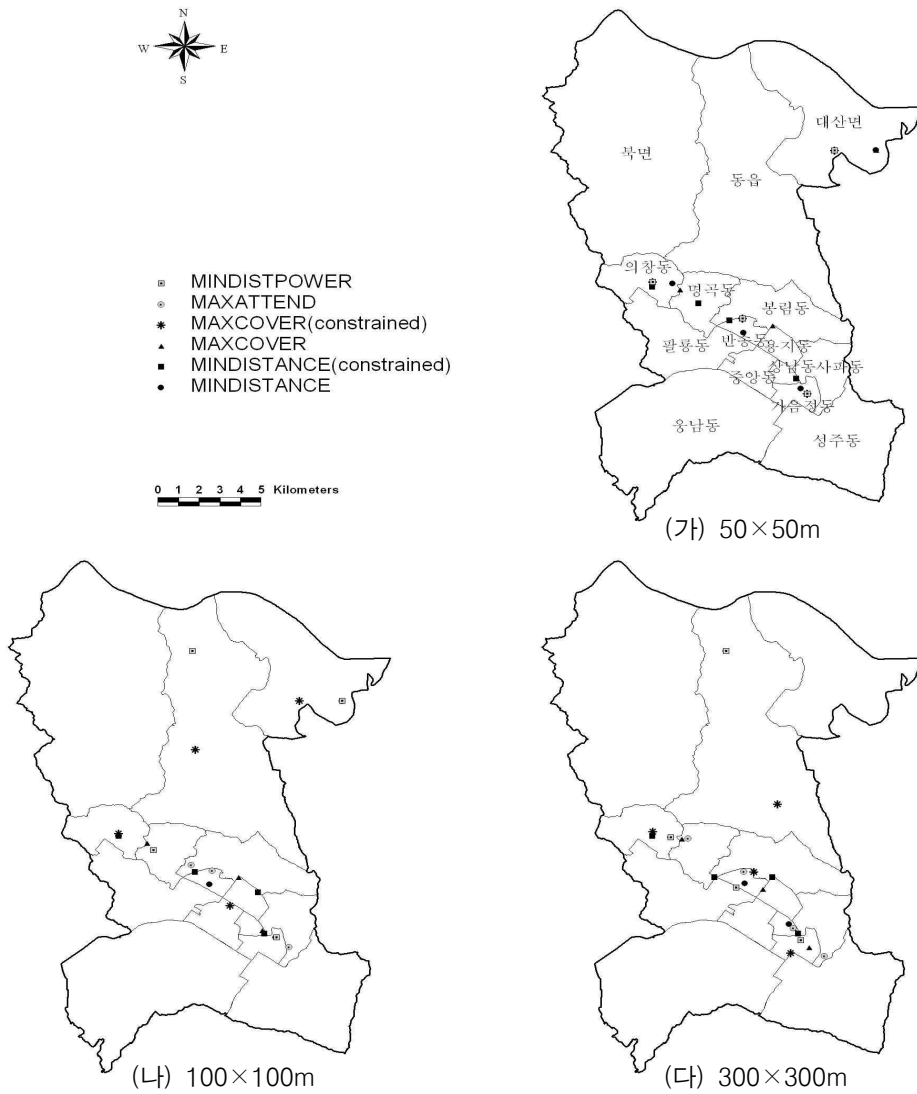 N
W E
S
MINDISTPOWER
MAXATTEND
MAXCOVER(constrained)
MAXCOVER
MINDISTANCE(constrained)
MINDISTANCE
0 1 2 3 4 5 Kilometers
대산면
북면
동읍
의창동
명곡동
봉림동
팔룡동
반송동
용지동
중앙동
상남동
사파동
가음정동
웅남동
성주동
(가) 50×50m
(나) 100×100m
(다) 300×300m